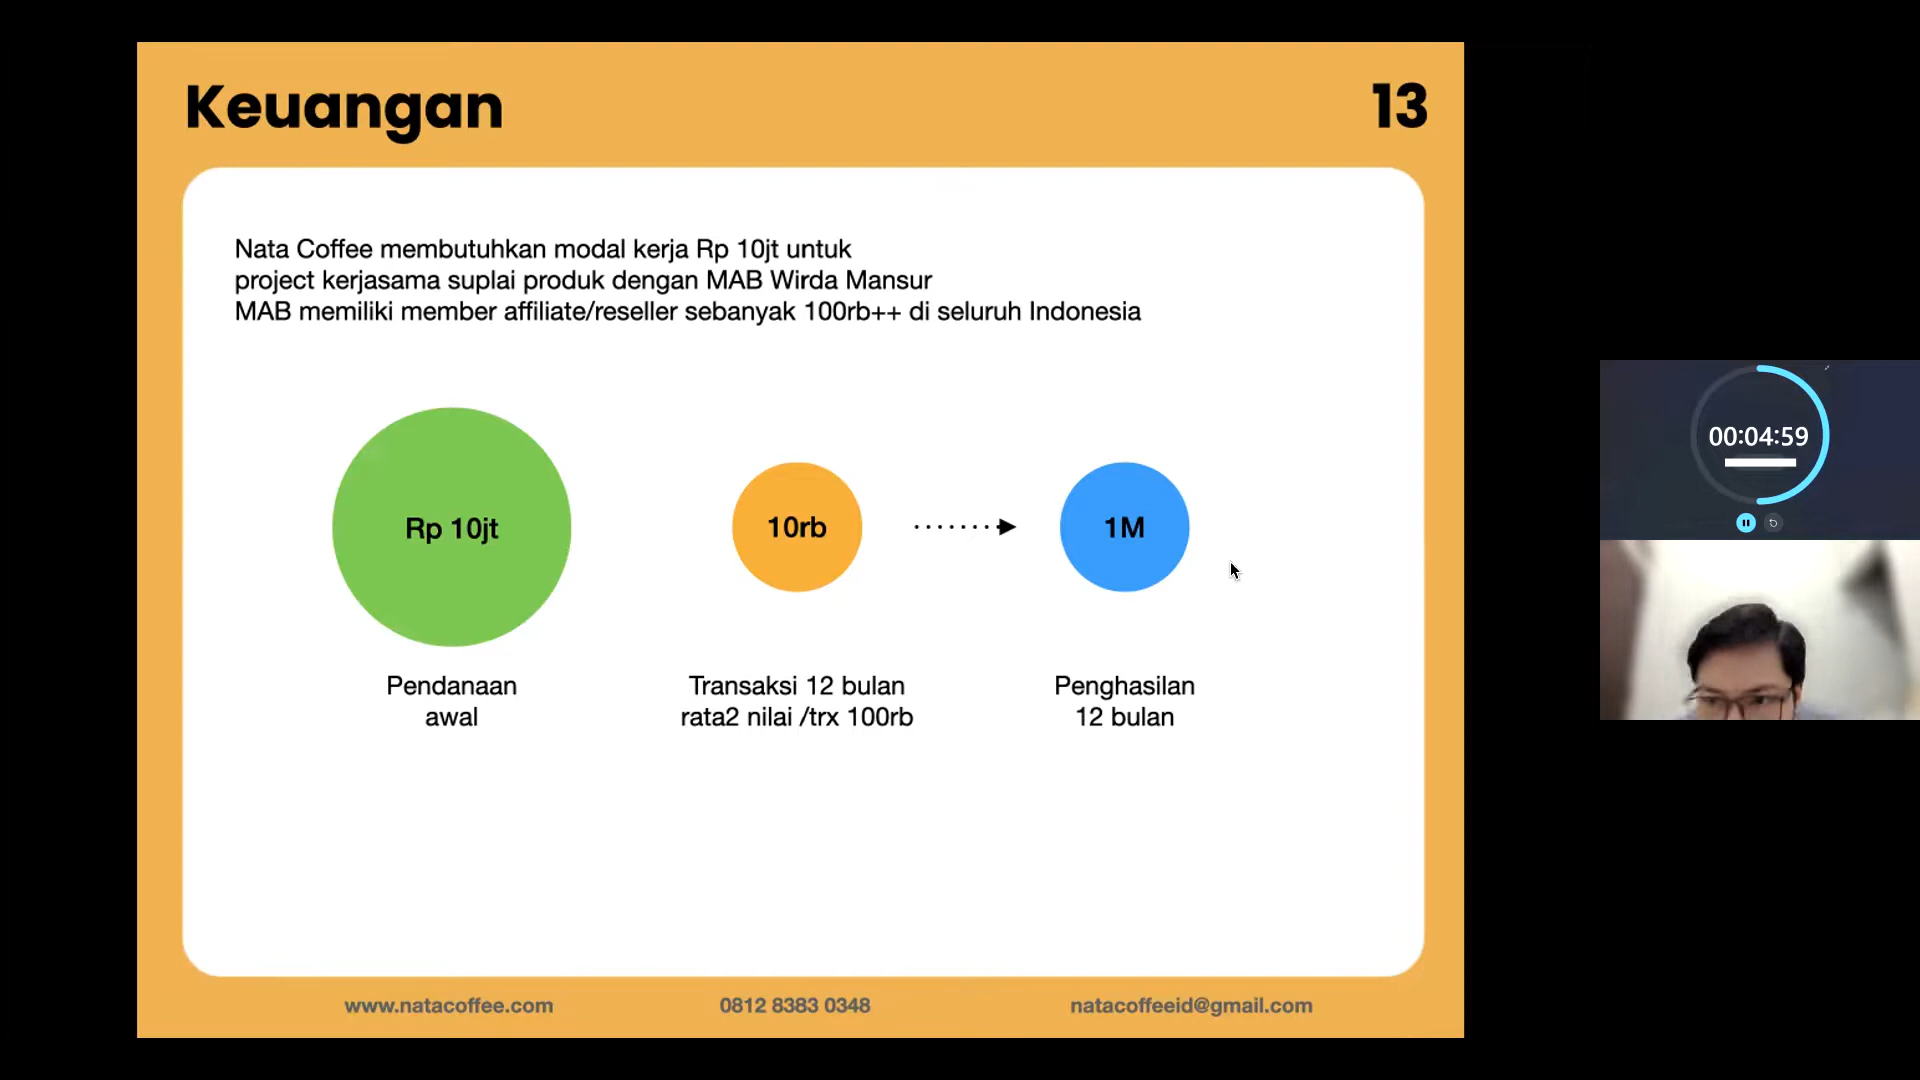 Keuangan
13
Nata Coffee membutuhkan modal kerja Rp 10jt untuk
project kerjasama suplai produk dengan MAB Wirda Mansur
MAB memiliki member affiliate/reseller sebanyak 100rb++ di seluruh Indonesia
Rp 10jt
10rb
1M
Pendanaan
awal
Transaksi 12 bulan
rata2 nilai /trx 100rb
Penghasilan
12 bulan
www.natacoffee.com
0812 8383 0348
natacoffeeid@gmail.com
00:04:59